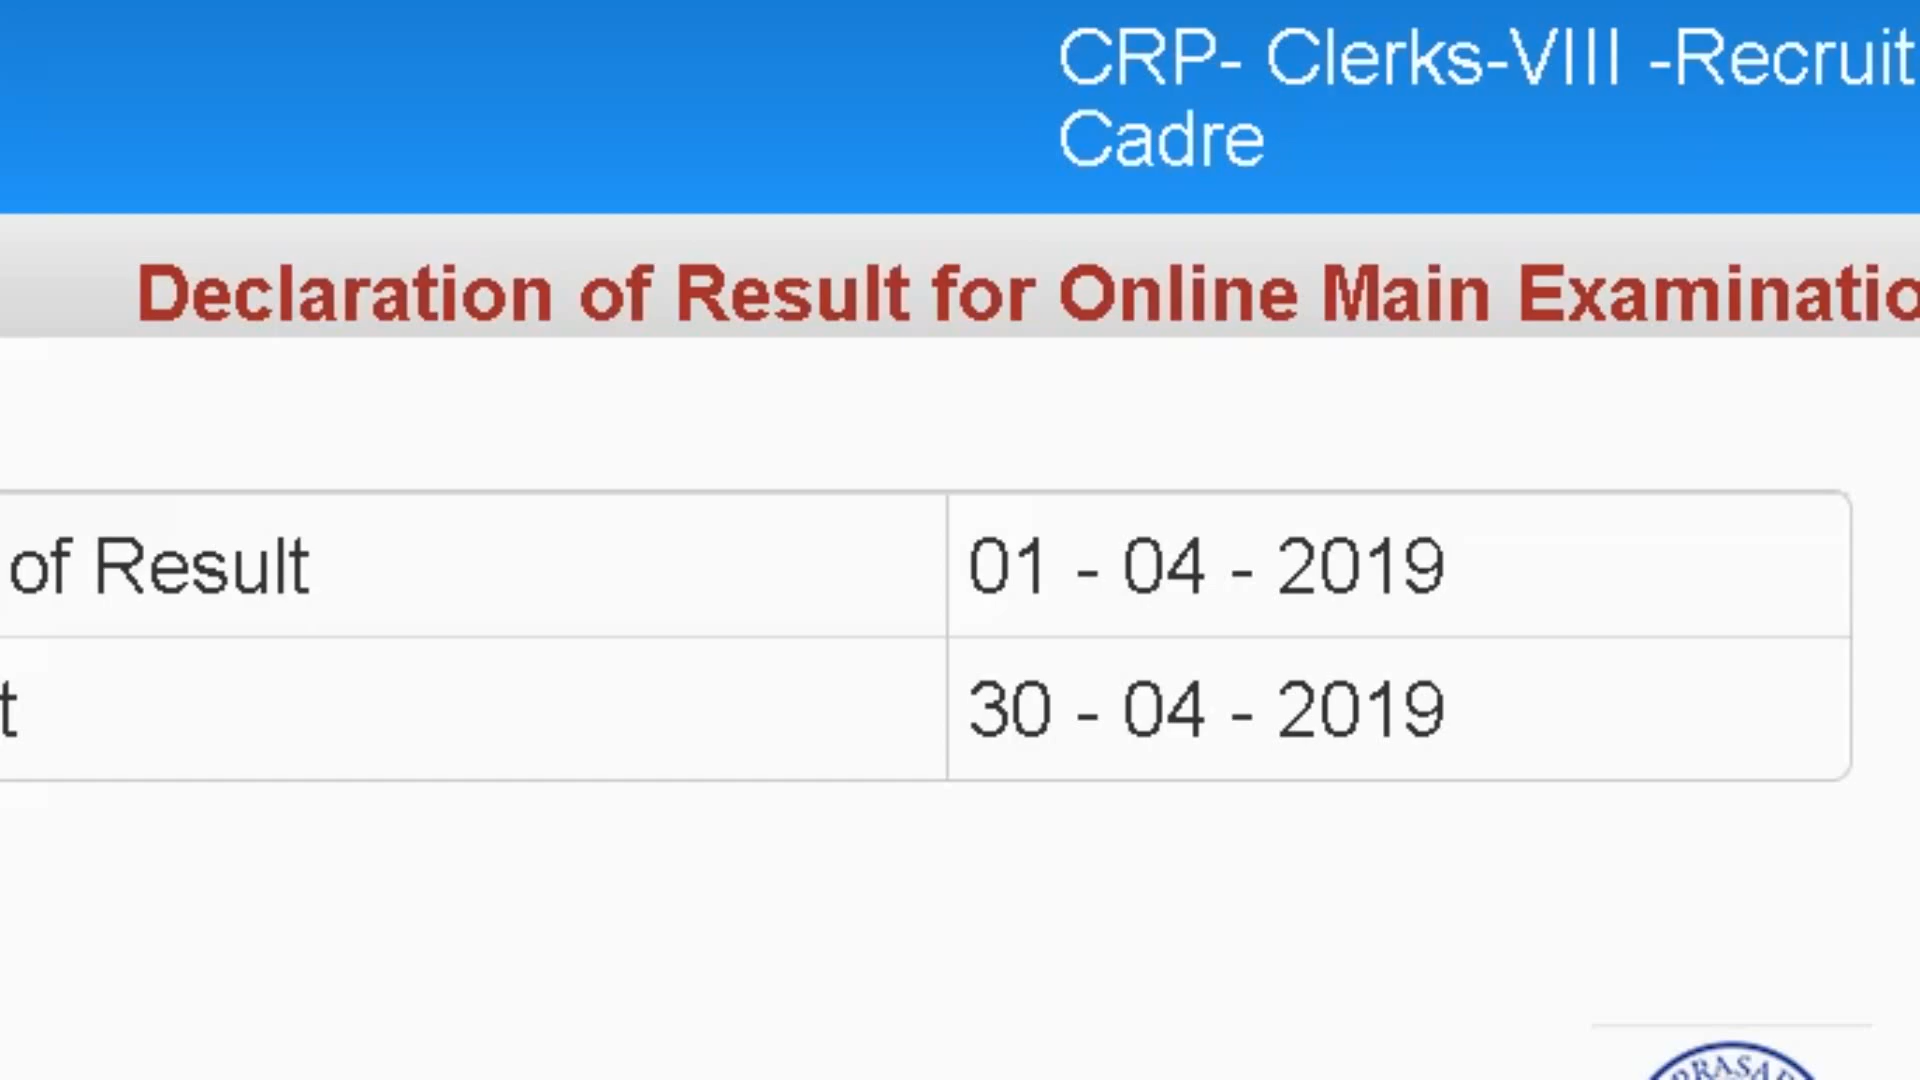 CRP- Clerks-VIII -Recruit
Cadre
Declaration of Result for Online Main Examinatio
of Result
01 - 04 - 2019
t
30 - 04 - 2019